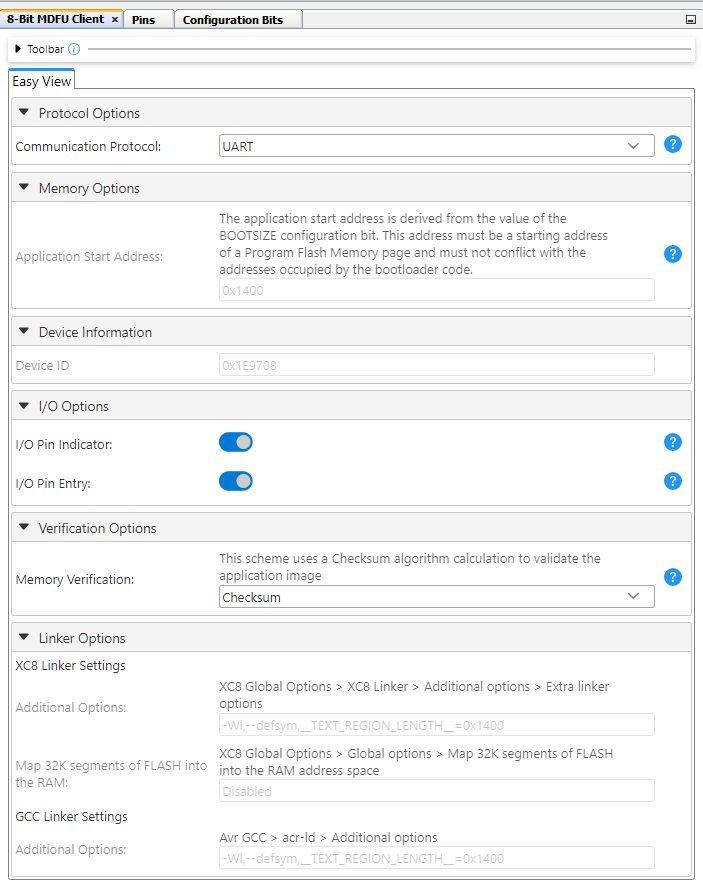 8-Bit MDFU Client × Pins Configuration Bits
Toolbar i
Easy View
Protocol Options
Communication Protocol: UART ?
Memory Options
The application start address is derived from the value of the
BOOTSIZE configuration bit. This address must be a starting address
of a Program Flash Memory page and must not conflict with the
addresses occupied by the bootloader code.
Application Start Address: ?
0x1400
Device Information
Device ID 0x1E9708
I/O Options
I/O Pin Indicator: ?
I/O Pin Entry: ?
Verification Options
This scheme uses a Checksum algorithm calculation to validate the
application image
Memory Verification: ?
Checksum
Linker Options
XC8 Linker Settings
XC8 Global Options > XC8 Linker > Additional options > Extra linker
options
Additional Options:
-Wl,--defsym,__TEXT_REGION_LENGTH__=0x1400
XC8 Global Options > Global options > Map 32K segments of FLASH
into the RAM address space
Map 32K segments of FLASH into
the RAM:
Disabled
GCC Linker Settings
Avr GCC > acr-ld > Additional options
Additional Options:
-Wl,--defsym,__TEXT_REGION_LENGTH__=0x1400